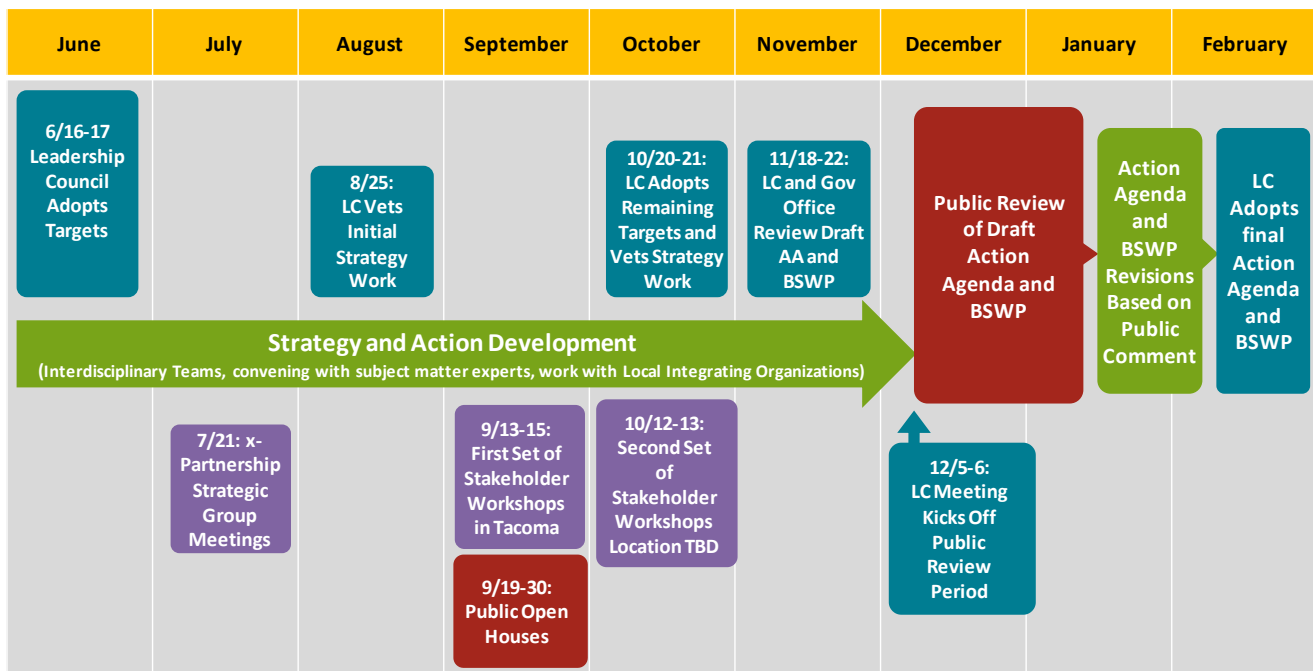 June
July
August
September
October
November
December
January
February
6/16-17
Leadership
Council
Adopts
Targets
8/25:
LC Vets
Initial
Strategy
Work
10/20-21:
LC Adopts
Remaining
Targets and
Vets Strategy
Work
11/18-22:
LC and Gov
Office
Review Draft
AA and
BSWP
Public Review
of Draft
Action
Agenda and
BSWP
Action
Agenda
and
BSWP
Revisions
Based on
Public
Comment
LC
Adopts
final
Action
Agenda
and
BSWP
Strategy and Action Development
(Interdisciplinary Teams, convening with subject matter experts, work with Local Integrating Organizations)
7/21: x-
Partnership
Strategic
Group
Meetings
9/13-15:
First Set of
Stakeholder
Workshops
in Tacoma
9/19-30:
Public Open
Houses
10/12-13:
Second Set
of
Stakeholder
Workshops
Location TBD
12/5-6:
LC Meeting
Kicks Off
Public
Review
Period